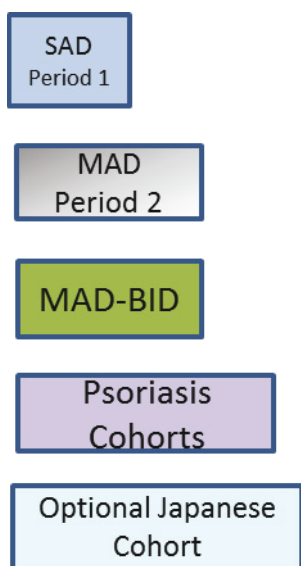 SAD
Period 1
MAD
Period 2
MAD-BID
Psoriasis
Cohorts
Optional Japanese
Cohort